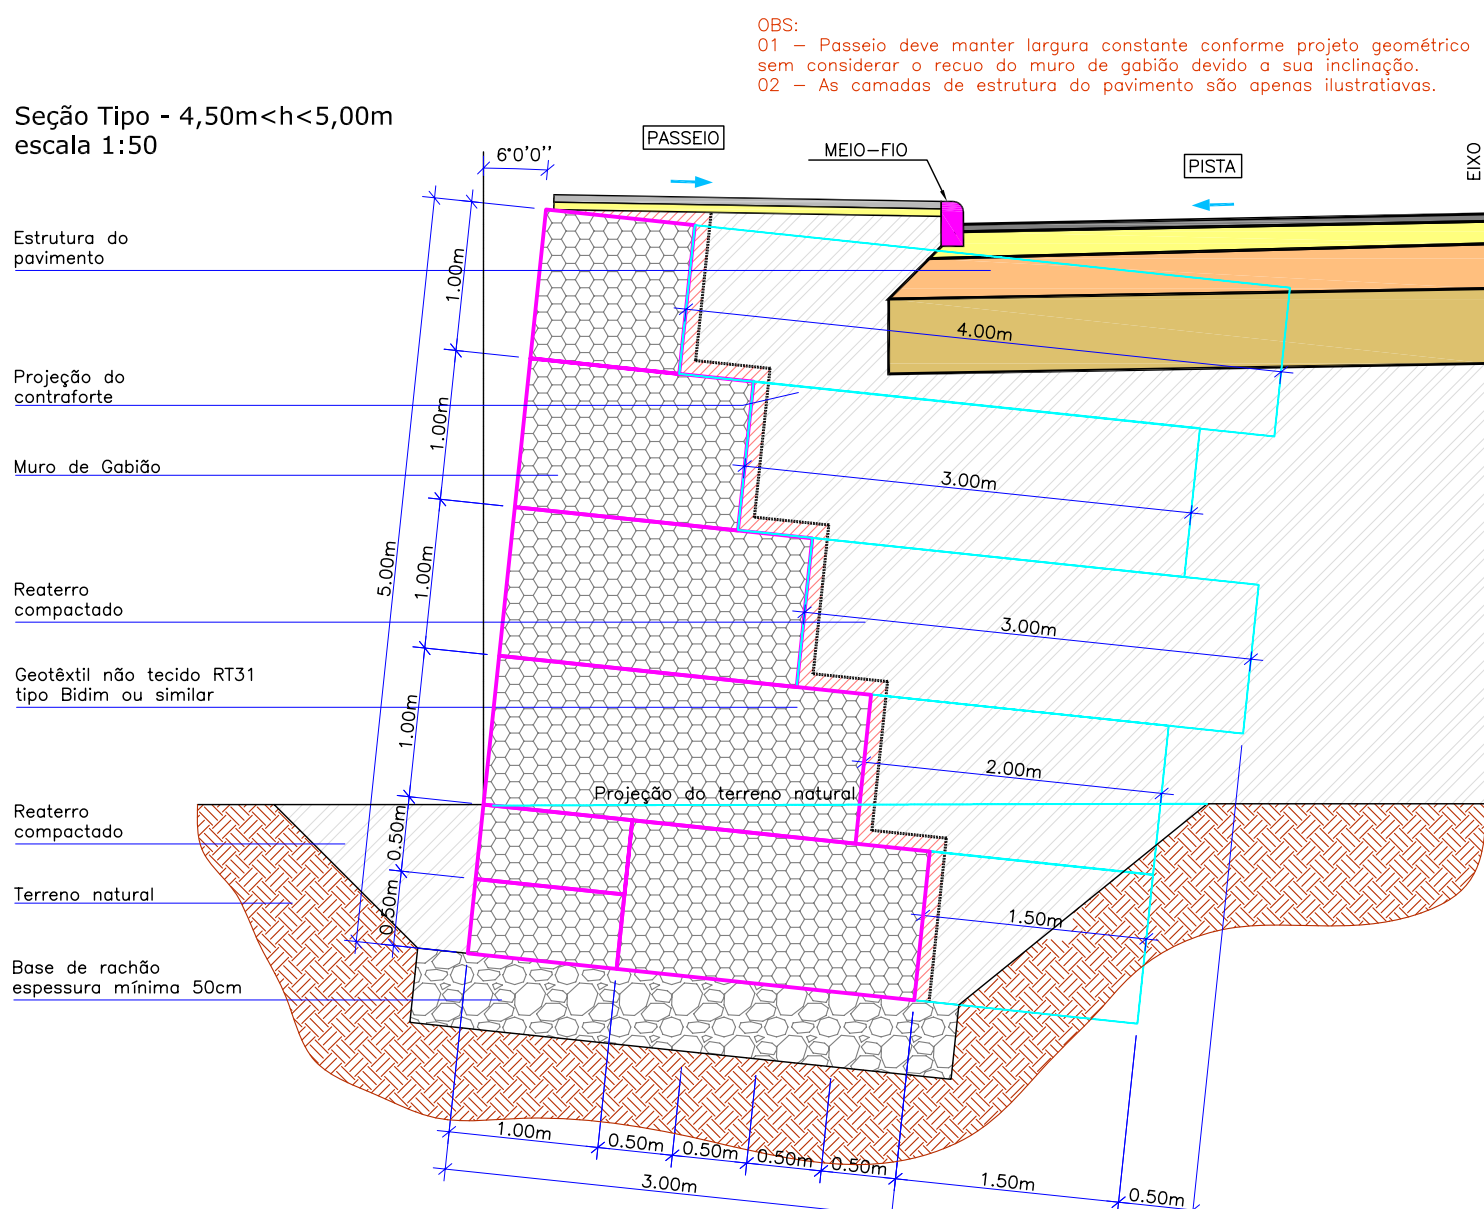 OBS:
01 – Passeio deve manter largura constante conforme projeto geométrico
sem considerar o recuo do muro de gabião devido a sua inclinação.
02 – As camadas de estrutura do pavimento são apenas ilustratiavas.
Seção Tipo - 4,50m<h<5,00m
escala 1:50
6°0'0''
PASSEIO
MEIO–FIO
PISTA
EIXO
Estrutura do
pavimento
1.00m
4.00m
Projeção do
contraforte
1.00m
Muro de Gabião
3.00m
5.00m
1.00m
Reaterro
compactado
3.00m
Geotêxtil não tecido RT31
tipo Bidim ou similar
1.00m
2.00m
Projeção do terreno natural
Reaterro
compactado
0.50m
Terreno natural
0.50m
1.50m
Base de rachão
espessura mínima 50cm
1.00m
0.50m
0.50m
0.50m
0.50m
3.00m
1.50m
0.50m